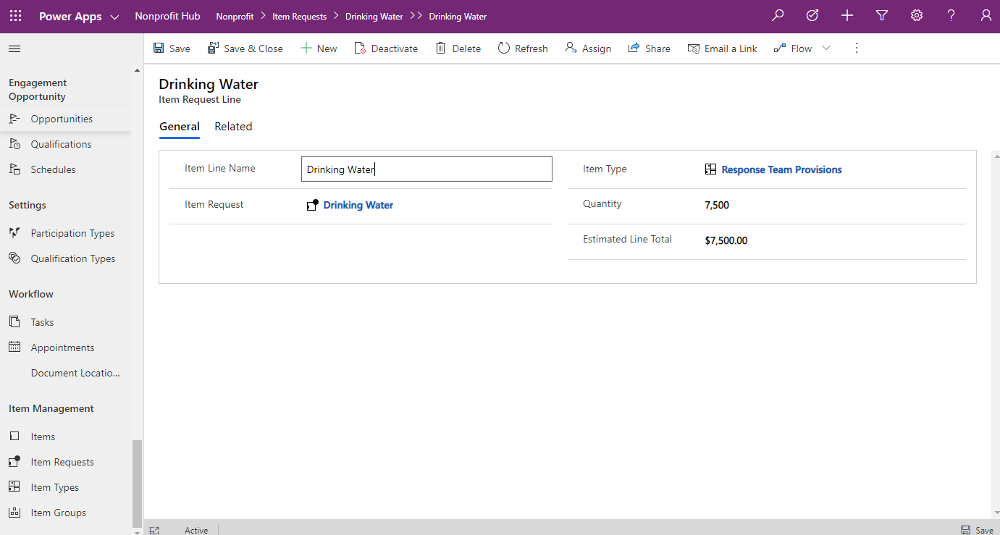 Power Apps Nonprofit Hub Nonprofit Item Requests Drinking Water Drinking Water
Save Save & Close New Deactivate Delete Refresh Assign Share Email a Link Flow
Engagement
Opportunity
Opportunities
Qualifications
Schedules
Settings
Participation Types
Qualification Types
Workflow
Tasks
Appointments
Document Locatio...
Item Management
Items
Item Requests
Item Types
Item Groups
Drinking Water
Item Request Line
General Related
Item Line Name Drinking Water
Item Request Drinking Water
Item Type Response Team Provisions
Quantity 7,500
Estimated Line Total $7,500.00
Active Save